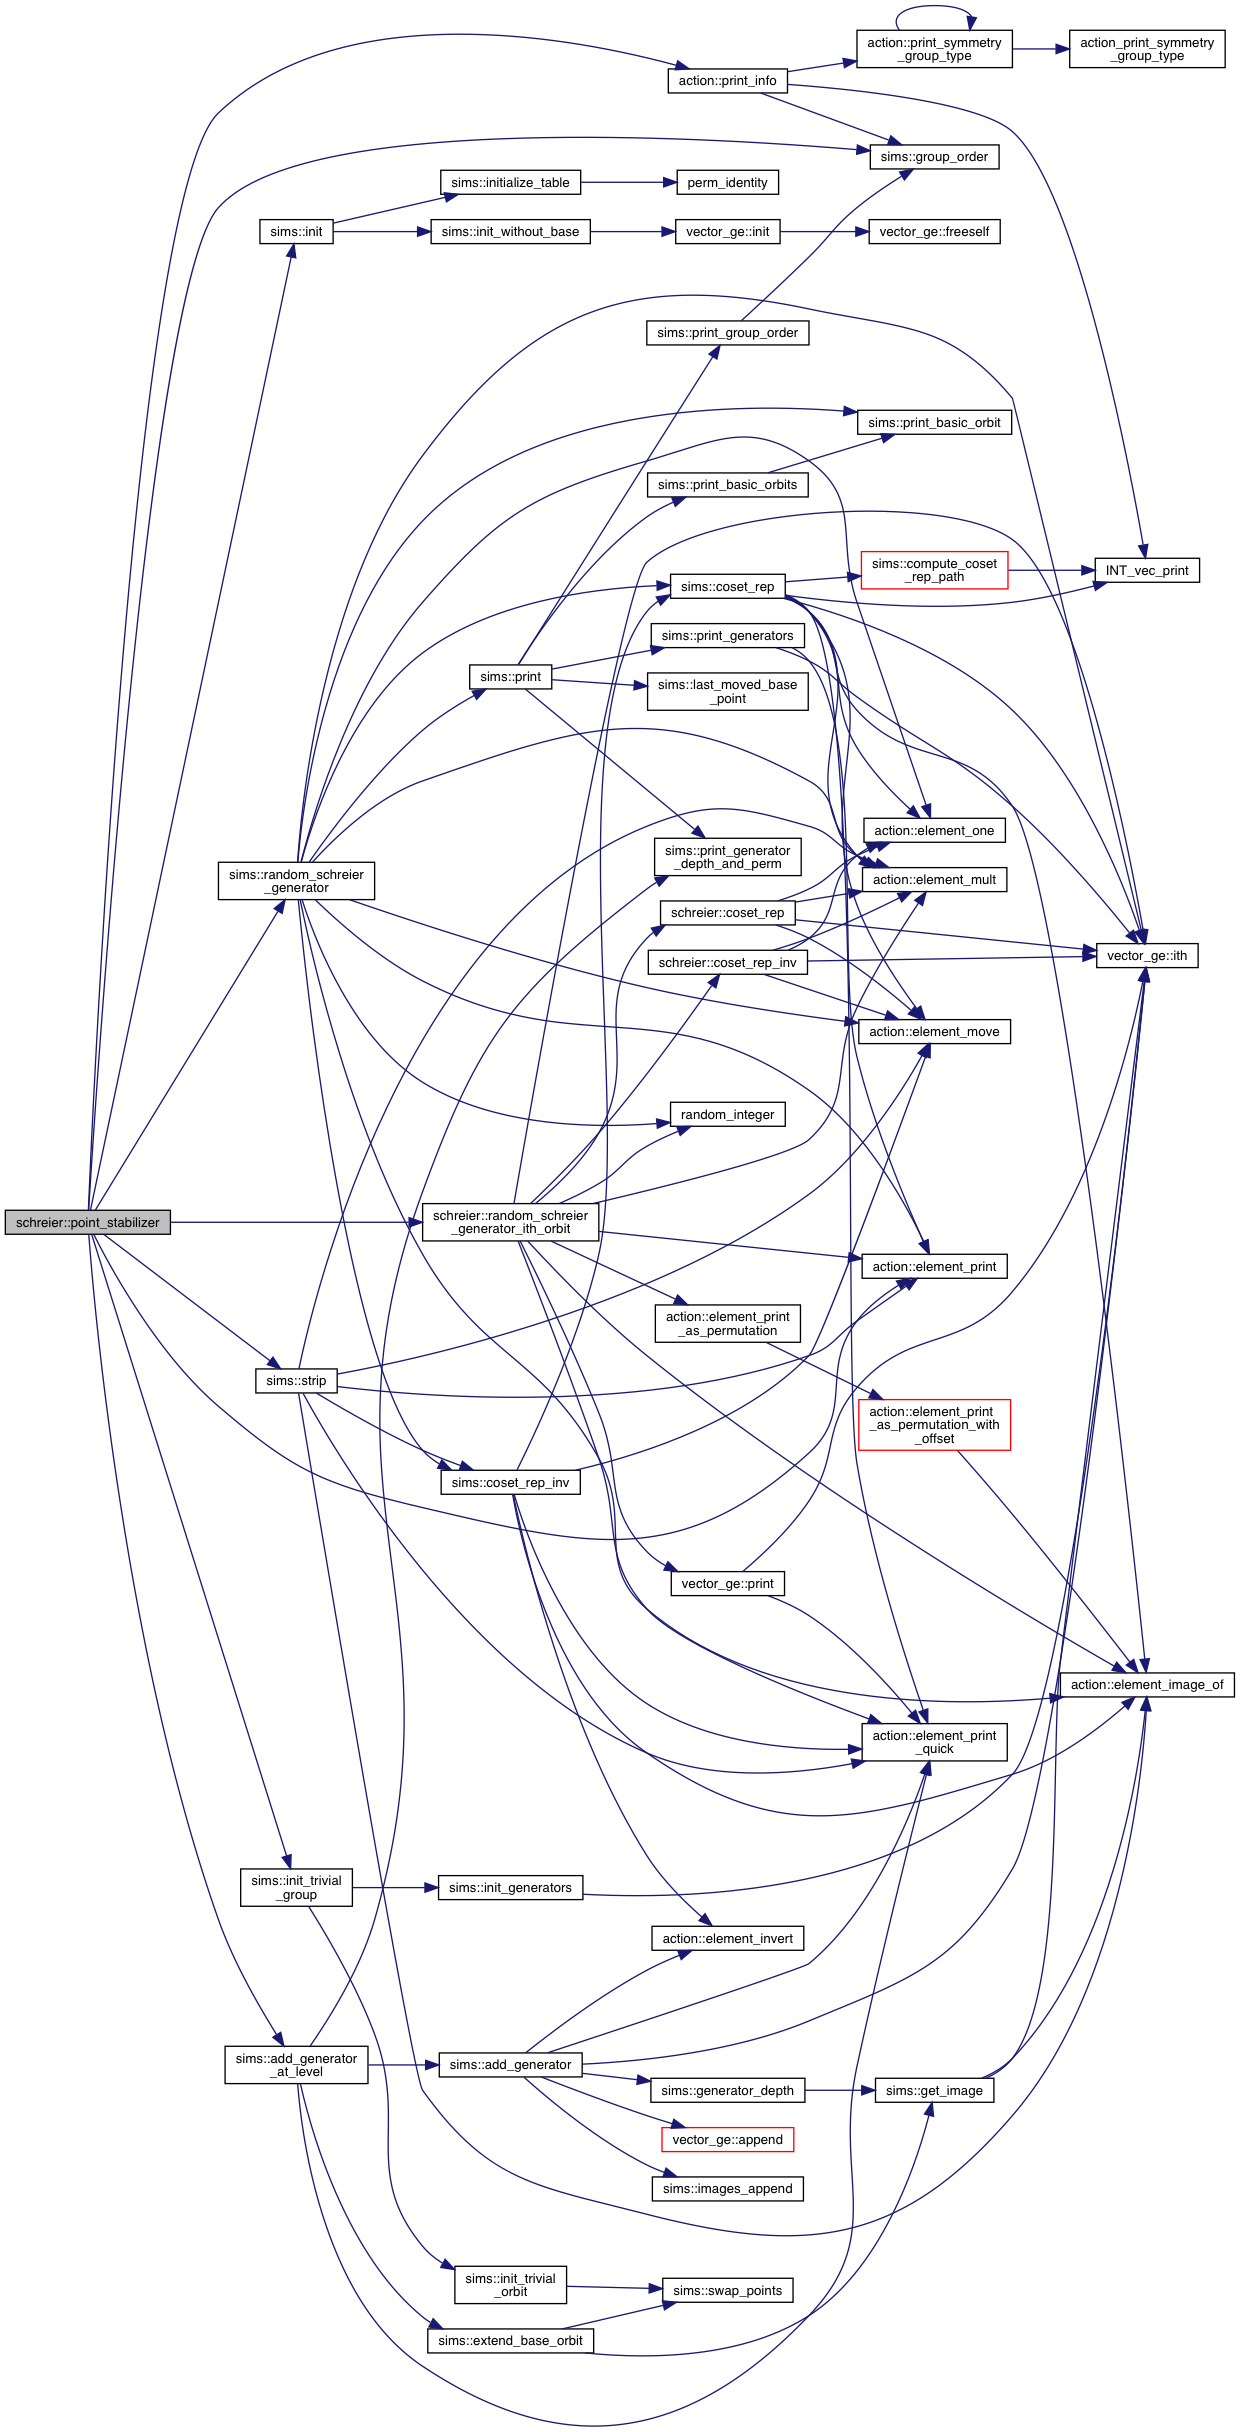 action::print_symmetry
_group_type
action_print_symmetry
_group_type
action::print_info
sims::group_order
sims::initialize_table
perm_identity
sims::init
sims::init_without_base
vector_ge::init
vector_ge::freeself
sims::print_group_order
sims::print_basic_orbit
sims::print_basic_orbits
sims::compute_coset
_rep_path
INT_vec_print
sims::coset_rep
sims::print_generators
sims::print
sims::last_moved_base
_point
action::element_one
sims::print_generator
_depth_and_perm
sims::random_schreier
_generator
action::element_mult
schreier::coset_rep
vector_ge::ith
schreier::coset_rep_inv
action::element_move
random_integer
schreier::point_stabilizer
schreier::random_schreier
_generator_ith_orbit
action::element_print
action::element_print
_as_permutation
sims::strip
action::element_print
_as_permutation_with
_offset
sims::coset_rep_inv
vector_ge::print
action::element_image_of
action::element_print
_quick
sims::init_trivial
_group
sims::init_generators
action::element_invert
sims::add_generator
_at_level
sims::add_generator
sims::generator_depth
sims::get_image
vector_ge::append
sims::images_append
sims::init_trivial
_orbit
sims::swap_points
sims::extend_base_orbit